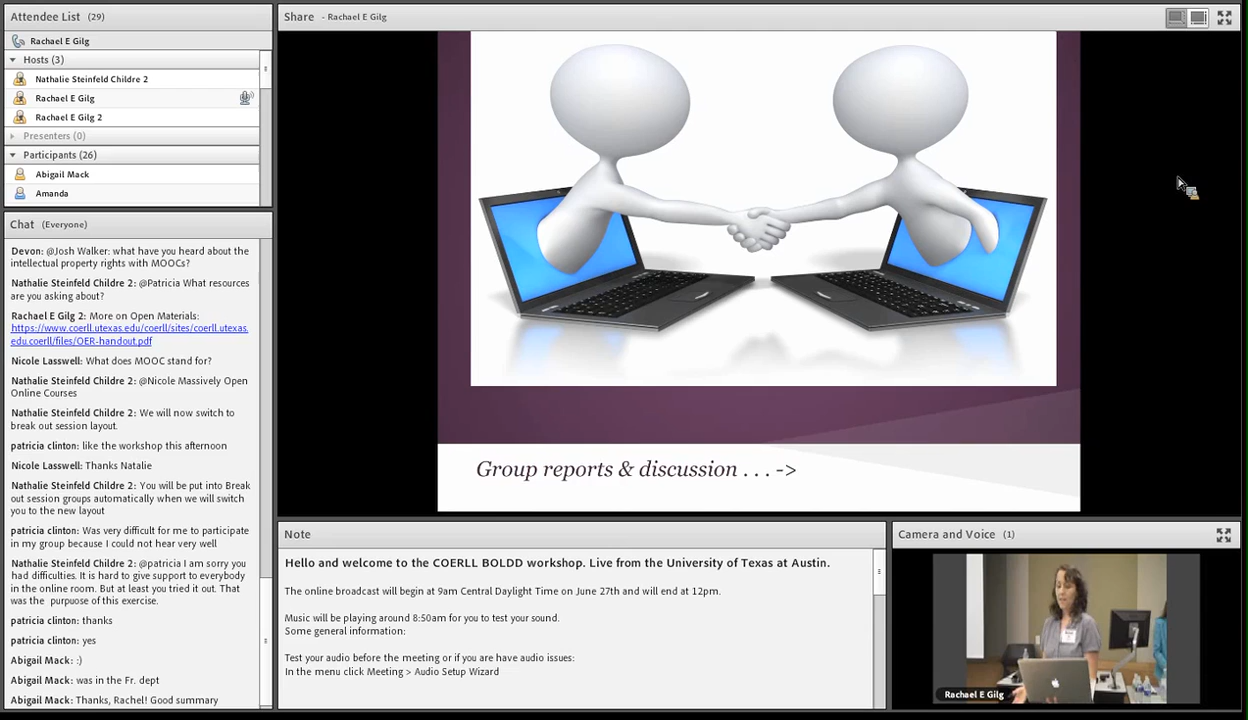 Attendee List (29)
Rachael E Gilg
Hosts (3)
Nathalie Steinfeld Childre 2
Rachael E Gilg
Rachael E Gilg 2
Presenters (0)
Participants (26)
Abigail Mack
Amanda
Chat (Everyone)
Devon: @Josh Walker: what have you heard about the
intellectual property rights with MOOCs?
Nathalie Steinfeld Childre 2: @Patricia What resources
are you asking about?
Rachael E Gilg 2: More on Open Materials:
https://www.coerll.utexas.edu/coerll/sites/coerll.utexas.
edu.coerll/files/OER-handout.pdf
Nicole Lasswell: What does MOOC stand for?
Nathalie Steinfeld Childre 2: @Nicole Massively Open
Online Courses
Nathalie Steinfeld Childre 2: We will now switch to
break out session layout.
patricia clinton: like the workshop this afternoon
Nicole Lasswell: Thanks Natalie
Nathalie Steinfeld Childre 2: You will be put into Break
out session groups automatically when we will switch
you to the new layout
patricia clinton: Was very difficult for me to participate
in my group because I could not hear very well
Nathalie Steinfeld Childre 2: @patricia I am sorry you
had difficulties. It is hard to give support to everybody
in the online room. But at least you tried it out. That
was the purpuose of this exercise.
patricia clinton: thanks
patricia clinton: yes
Abigail Mack: :)
Abigail Mack: was in the Fr. dept
Abigail Mack: Thanks, Rachel! Good summary
Share - Rachael E Gilg
Group reports & discussion . . . ->
Note
Hello and welcome to the COERLL BOLDD workshop. Live from the University of Texas at Austin.
The online broadcast will begin at 9am Central Daylight Time on June 27th and will end at 12pm.
Music will be playing around 8:50am for you to test your sound.
Some general information:
Test your audio before the meeting or if you are have audio issues:
In the menu click Meeting > Audio Setup Wizard
Camera and Voice (1)
Rachael E Gilg